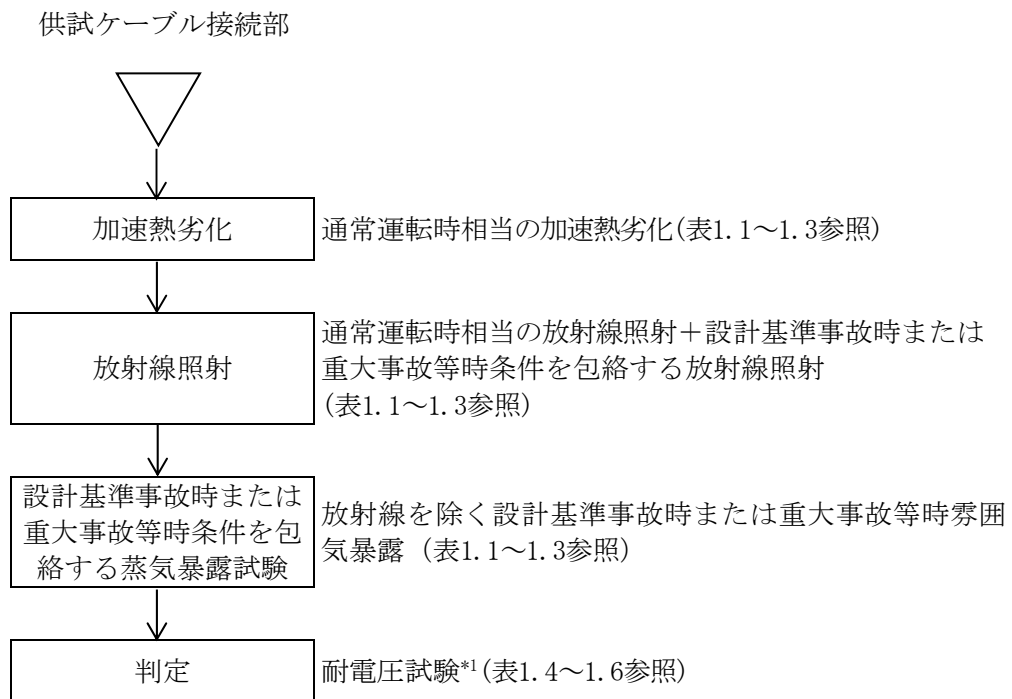 供試ケーブル接続部
加速熱劣化
通常運転時相当の加速熱劣化(表1.1～1.3参照)
放射線照射
通常運転時相当の放射線照射＋設計基準事故時または
重大事故等時条件を包絡する放射線照射
(表1.1～1.3参照)
設計基準事故時または
重大事故等時条件を包
絡する蒸気暴露試験
放射線を除く設計基準事故時または重大事故等時雰囲
気暴露 (表1.1～1.3参照)
判定
耐電圧試験*1(表1.4～1.6参照)